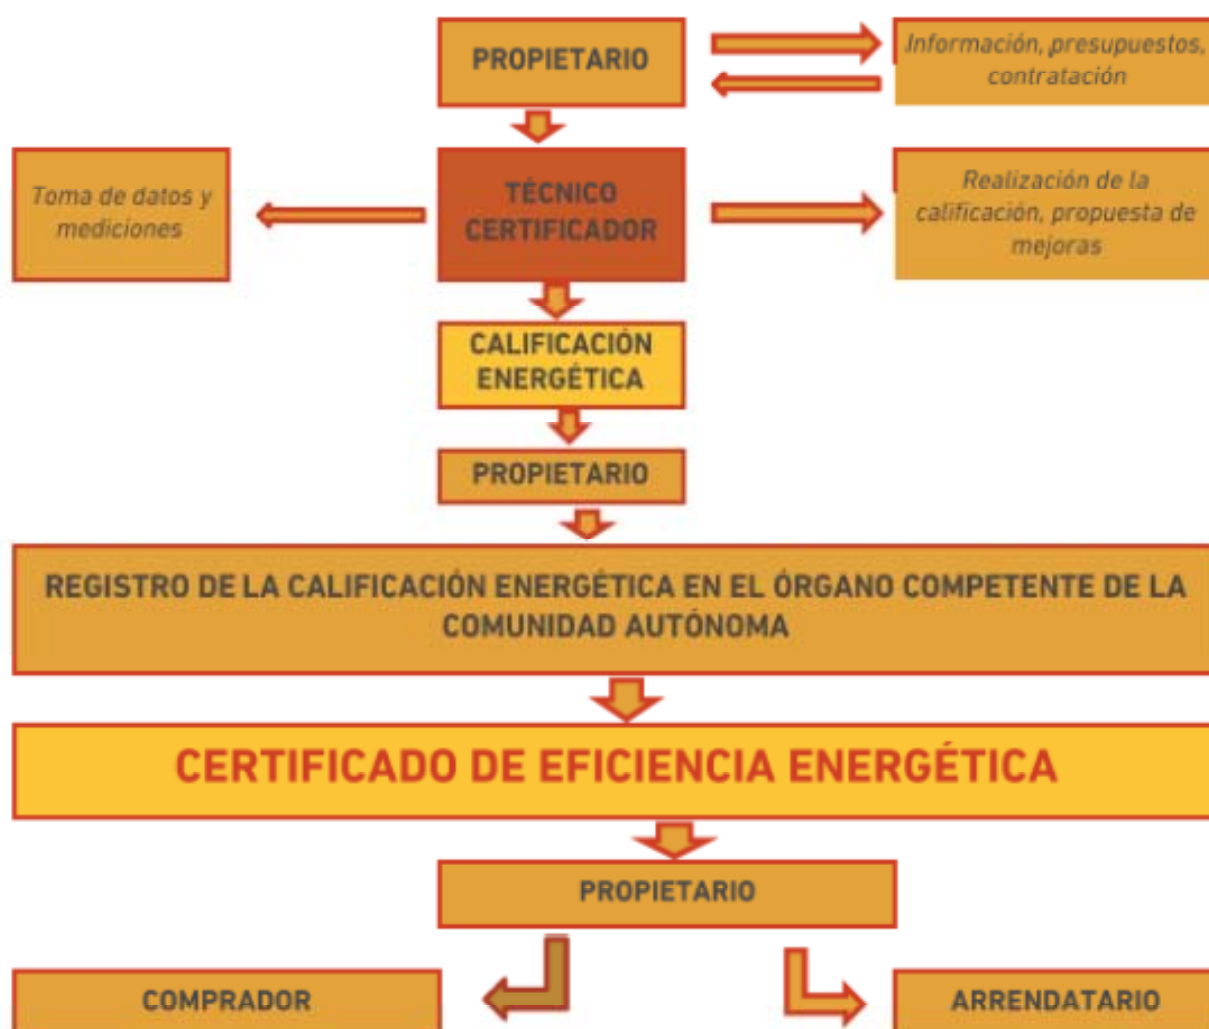 PROPIETARIO
Información, presupuestos,
contratación
Toma de datos y
mediciones
TÉCNICO
CERTIFICADOR
Realización de la
calificación, propuesta de
mejoras
CALIFICACIÓN
ENERGÉTICA
PROPIETARIO
REGISTRO DE LA CALIFICACIÓN ENERGÉTICA EN EL ÓRGANO COMPETENTE DE LA
COMUNIDAD AUTÓNOMA
CERTIFICADO DE EFICIENCIA ENERGÉTICA
PROPIETARIO
COMPRADOR
ARRENDATARIO